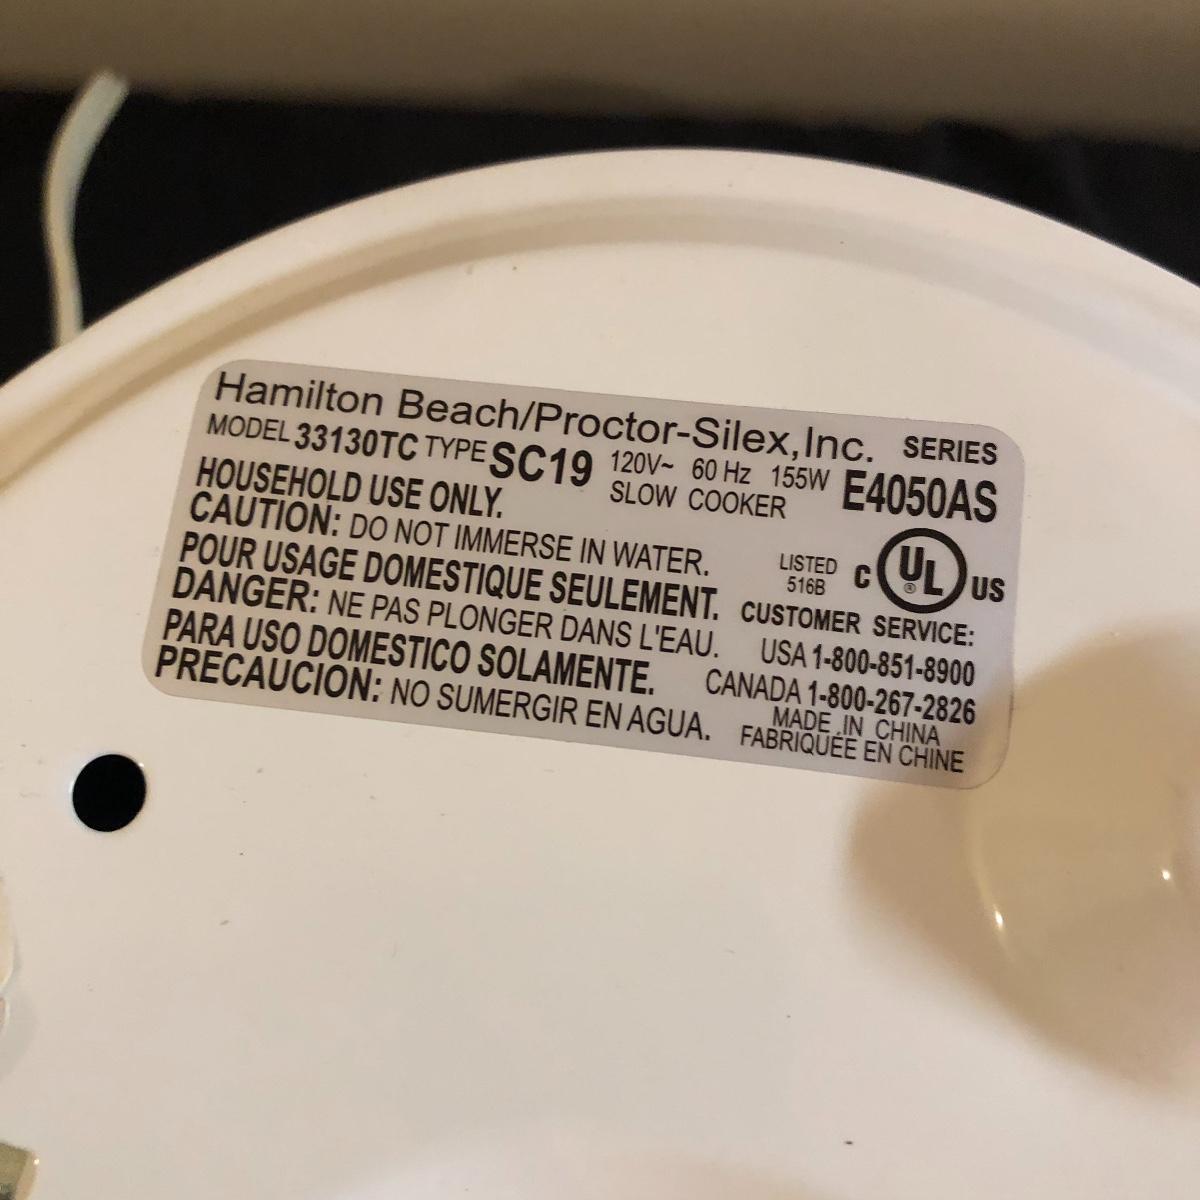 Hamilton Beach/Proctor-Silex,Inc. SERIES
MODEL 33130TC TYPE SC19 120V~ 60 Hz 155W E4050AS
SLOW COOKER
HOUSEHOLD USE ONLY.
CAUTION: DO NOT IMMERSE IN WATER.
POUR USAGE DOMESTIQUE SEULEMENT.
DANGER: NE PAS PLONGER DANS L'EAU.
PARA USO DOMESTICO SOLAMENTE.
PRECAUCION: NO SUMERGIR EN AGUA.
LISTED
516B
C UL ® US
CUSTOMER SERVICE:
USA 1-800-851-8900
CANADA 1-800-267-2826
MADE IN CHINA
FABRIQUÉE EN CHINE